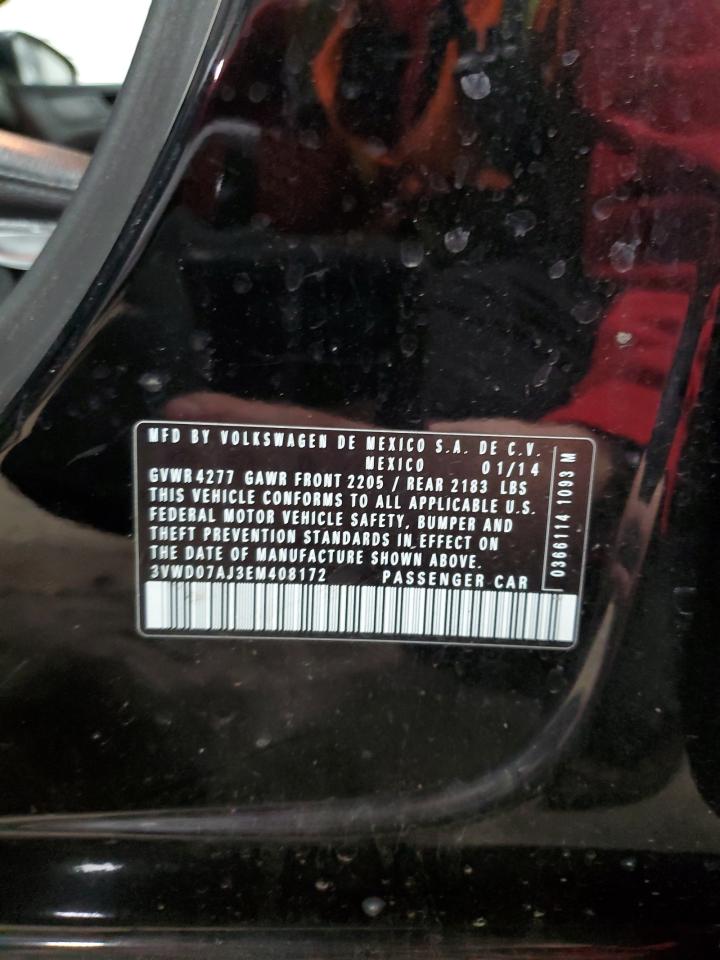 MFD BY VOLKSWAGEN DE MEXICO S.A. DE C.V.
MEXICO 01/14
GVWR 4277 GAWR FRONT 2205 / REAR 2183 LBS
THIS VEHICLE CONFORMS TO ALL APPLICABLE U.S.
FEDERAL MOTOR VEHICLE SAFETY, BUMPER AND
THEFT PREVENTION STANDARDS IN EFFECT ON
THE DATE OF MANUFACTURE SHOWN ABOVE.
3VWD07AJ3EM408172 PASSENGER CAR
0366114 1093 M